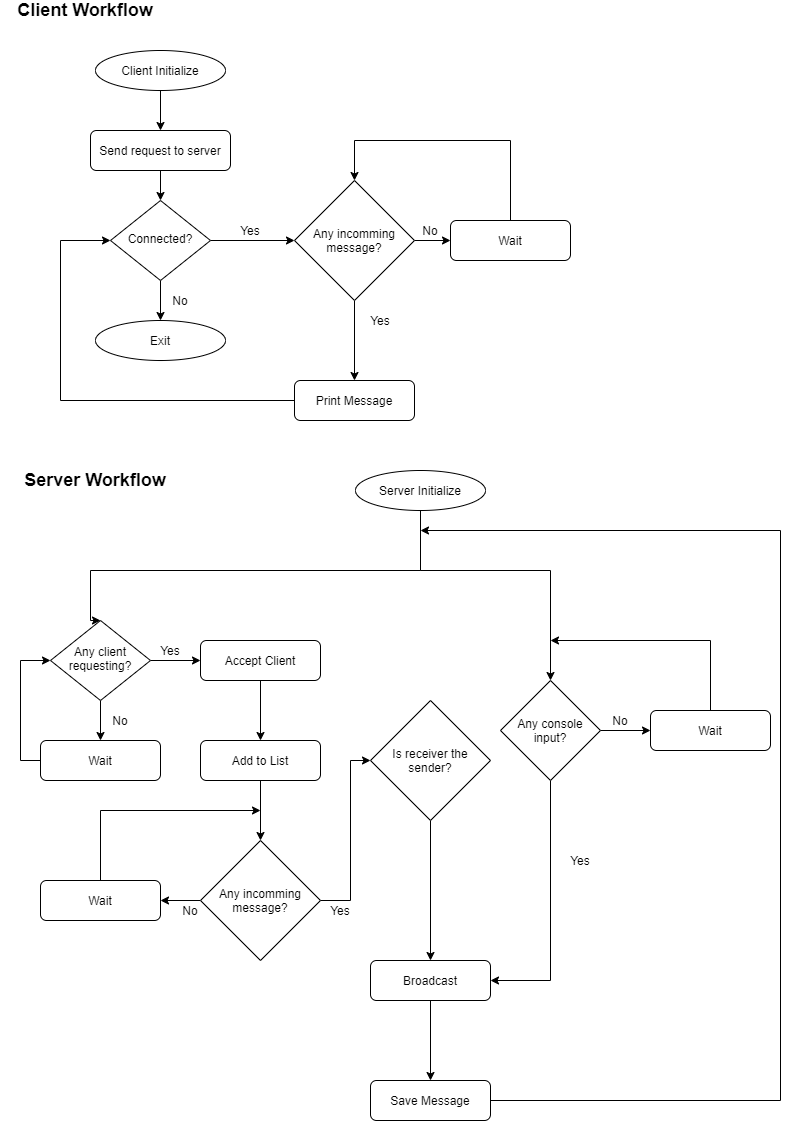 Client Workflow
Client Initialize
Send request to server
Connected?
Yes
Any incomming
message?
No
Wait
No
Yes
Exit
Print Message
Server Workflow
Server Initialize
Any client
requesting?
Yes
Accept Client
No
Any console
input?
No
Wait
Wait
Add to List
Is receiver the
sender?
Yes
Wait
No
Any incomming
message?
Yes
Broadcast
Save Message